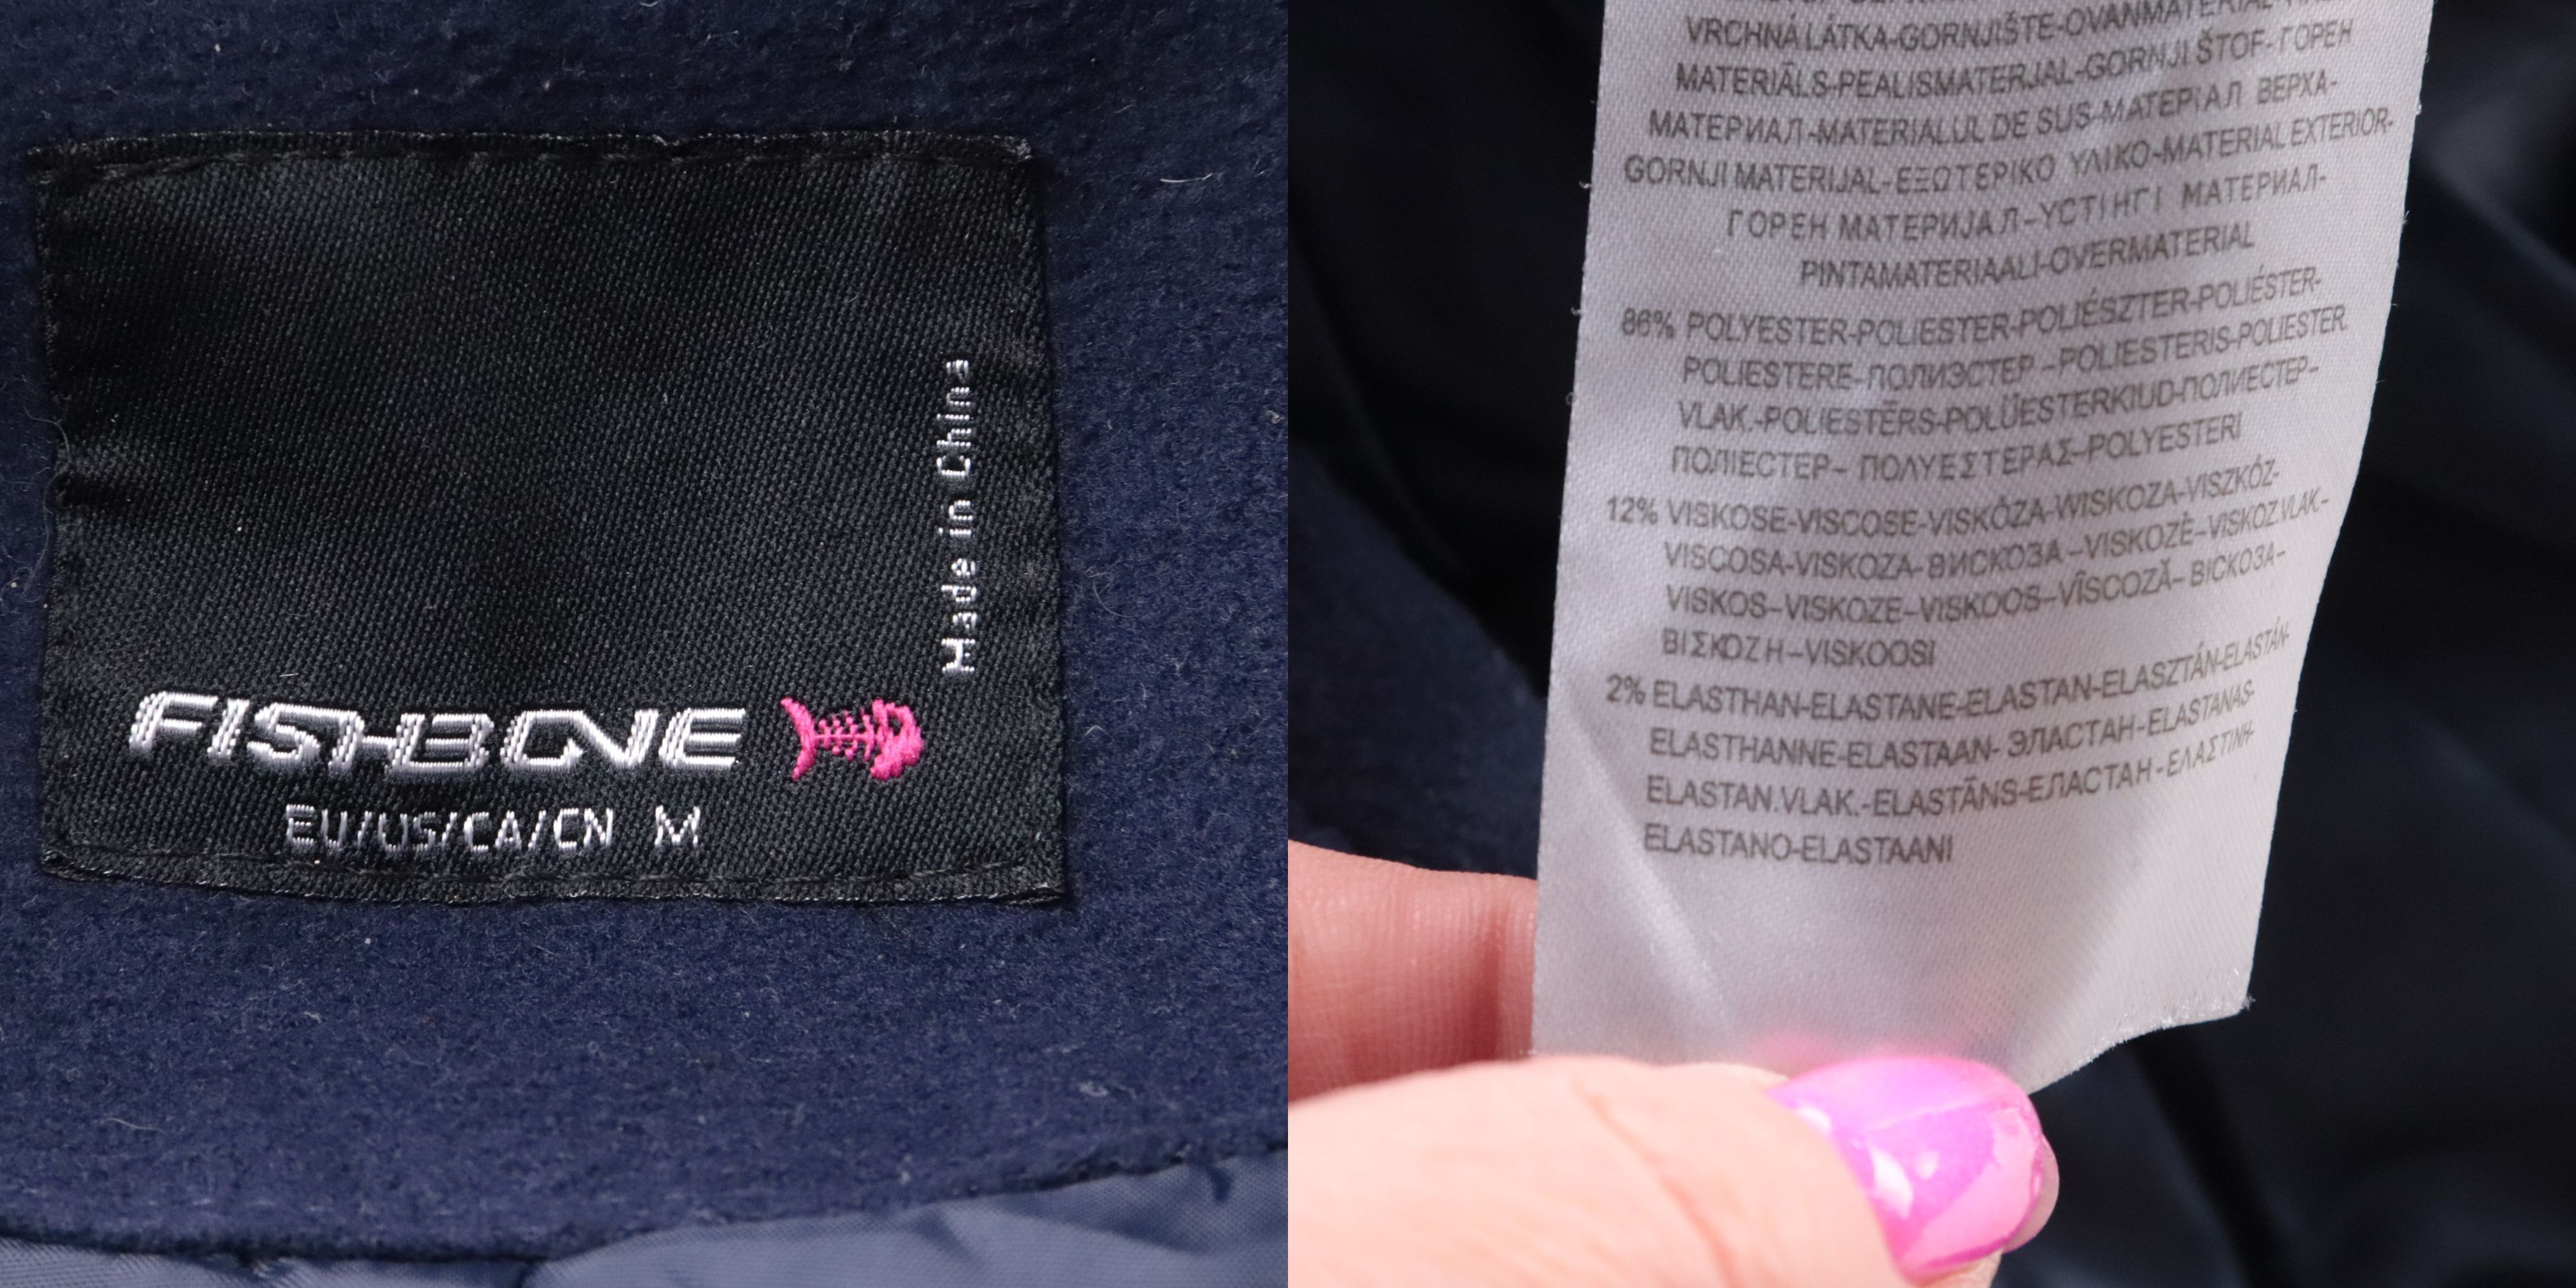 Made in China
FISHBONE
EU/US/CA/CN M
VRCHNÁ LÁTKA-GORNJIŠTE-OVANMATERIAL-
MATERIĀLS-PEALISMATERJAL-GORNJI ŠTOF-ГОРЕН
МАТЕРИАЛ-MATERIALUL DE SUS-МАТЕРІАЛ ВЕРХА-
GORNJI MATERIJAL-ΕΞΩΤΕΡΙΚΟ ΥΛΙΚΟ-MATERIAL EXTERIOR-
ГОРЕН МАТЕРИЈАЛ-УСТІНГІ МАТЕРИАЛ-
PINTAMATERIAALI-OVERMATERIAL
86% POLYESTER-POLIESTER-POLIÉSZTER-POLIÉSTER-
POLIESTERE-ПОЛИЭСТЕР-POLIESTERIS-POLIESTER.
VLAK.-POLIESTĒRS-POLÜESTERKIUD-ПОЛИЕСТЕР-
ПОЛІЕСТЕР-ΠΟΛΥΕΣΤΕΡΑΣ-POLYESTERI
12% VISKOSE-VISCOSE-VISKÓZA-WISKOZA-VISZKÓZ-
VISCOSA-VISKOZA-ВИСКОЗА-VISKOZĖ-VISKOZ.VLAK.-
VISKOS-VISKOZE-VISKOOS-VÎSCOZĂ-ВІСКОЗА-
ΒΙΣΚΟΖΗ-VISKOOSI
2% ELASTHAN-ELASTANE-ELASTAN-ELASZTÁN-ELASTÁN-
ELASTHANNE-ELASTAAN-ЭЛАСТАН-ELASTANAS-
ELASTAN.VLAK.-ELASTĀNS-ЕЛАСТАН-ΕΛΑΣΤΙΝΗ-
ELASTANO-ELASTAANI